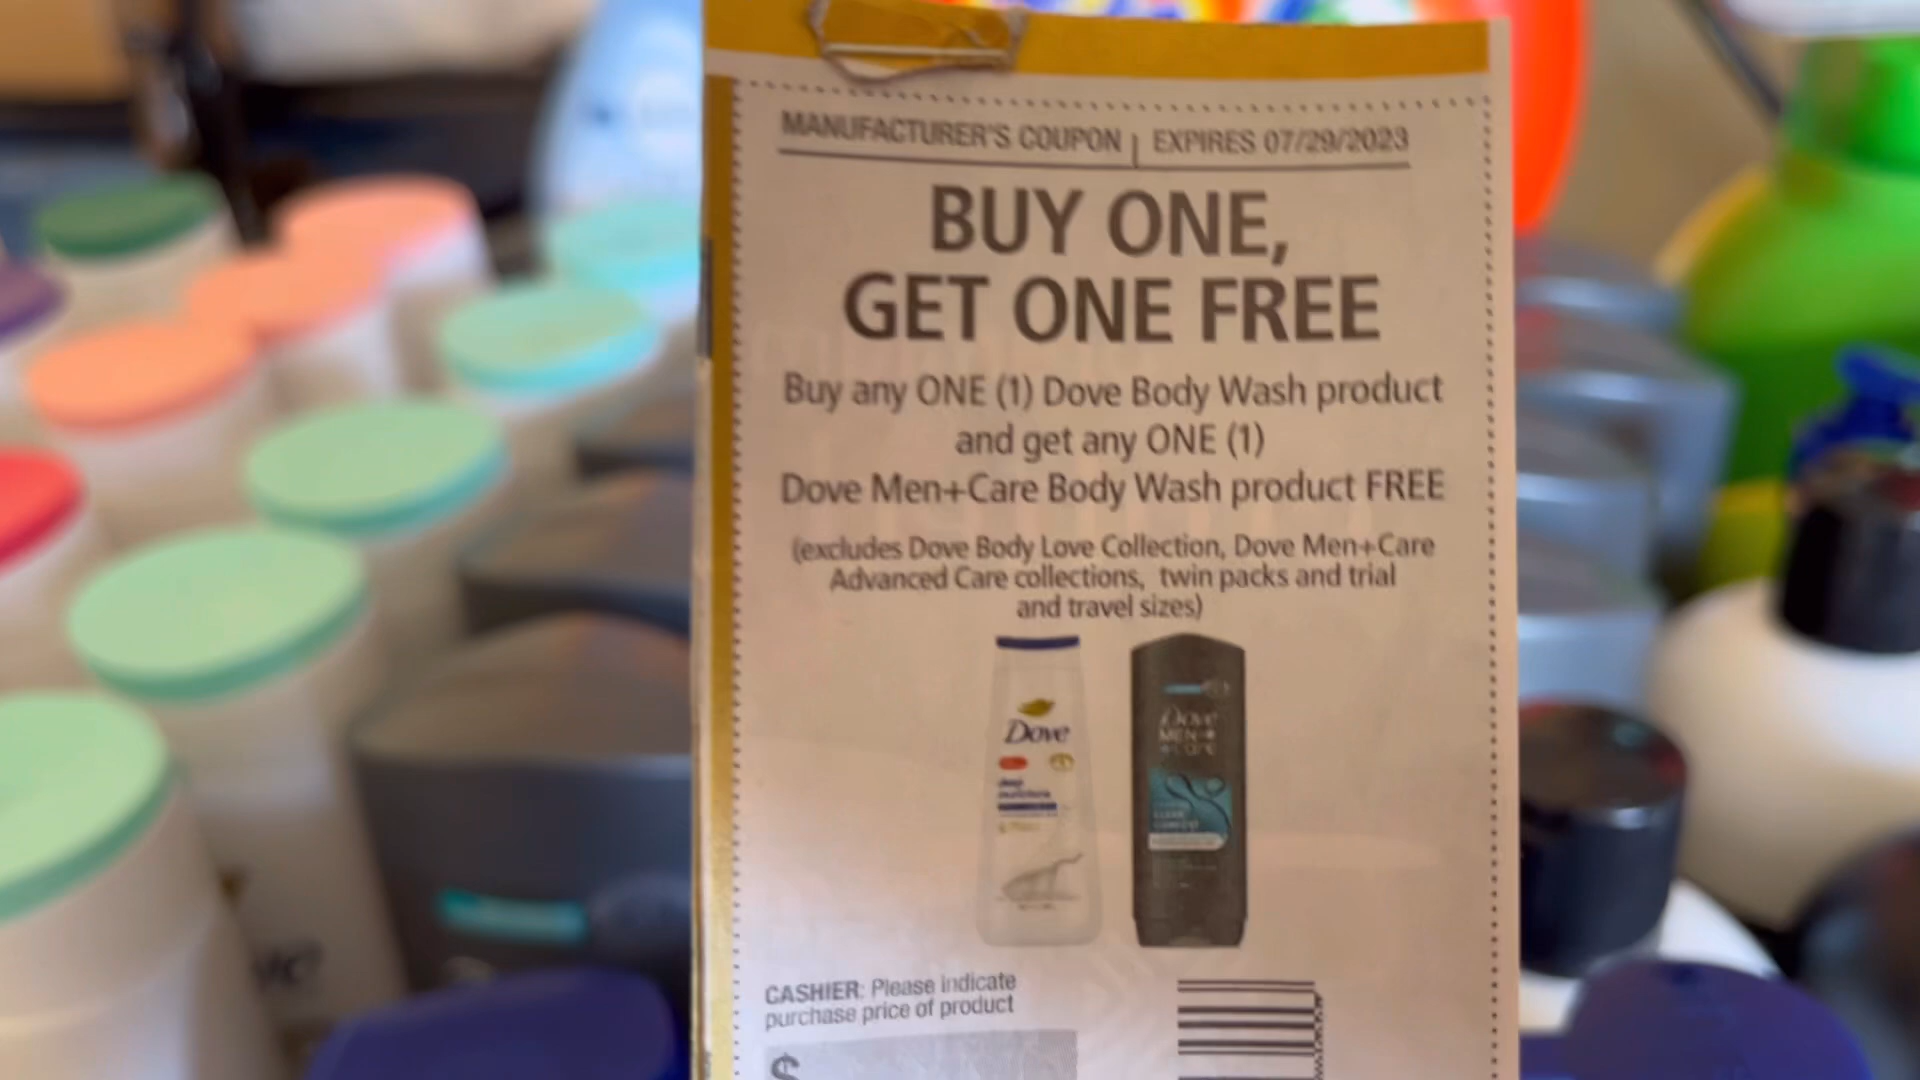 MANUFACTURER'S COUPON | EXPIRES 07/29/2023
BUY ONE,
GET ONE FREE
Buy any ONE (1) Dove Body Wash product
and get any ONE (1)
Dove Men+Care Body Wash product FREE
(excludes Dove Body Love Collection, Dove Men+Care
Advanced Care collections, twin packs and trial
and travel sizes)
Dove
deep
moisture
Dove
MEN+
+CARE
CASHIER: Please indicate
purchase price of product
$